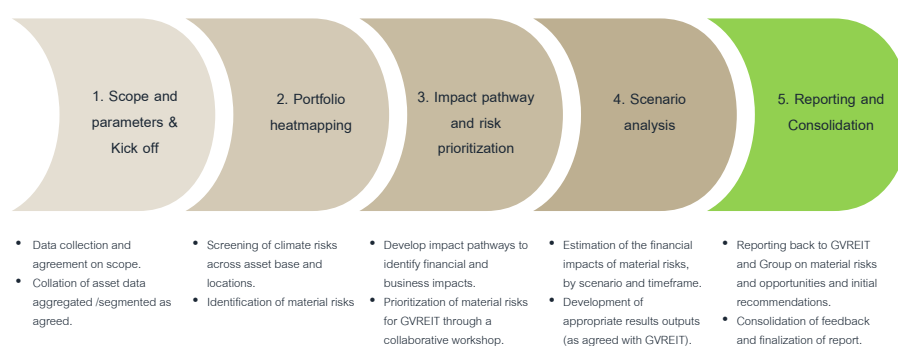 1. Scope and
parameters &
Kick off
2. Portfolio
heatmapping
3. Impact pathway
and risk
prioritization
4. Scenario
analysis
5. Reporting and
Consolidation
• Data collection and
agreement on scope.
• Collation of asset data
aggregated /segmented as
agreed.
• Screening of climate risks
across asset base and
locations.
• Identification of material risks
• Develop impact pathways to
identify financial and
business impacts.
• Prioritization of material risks
for GVREIT through a
collaborative workshop.
• Estimation of the financial
impacts of material risks,
by scenario and timeframe.
• Development of
appropriate results outputs
(as agreed with GVREIT).
• Reporting back to GVREIT
and Group on material risks
and opportunities and initial
recommendations.
• Consolidation of feedback
and finalization of report.